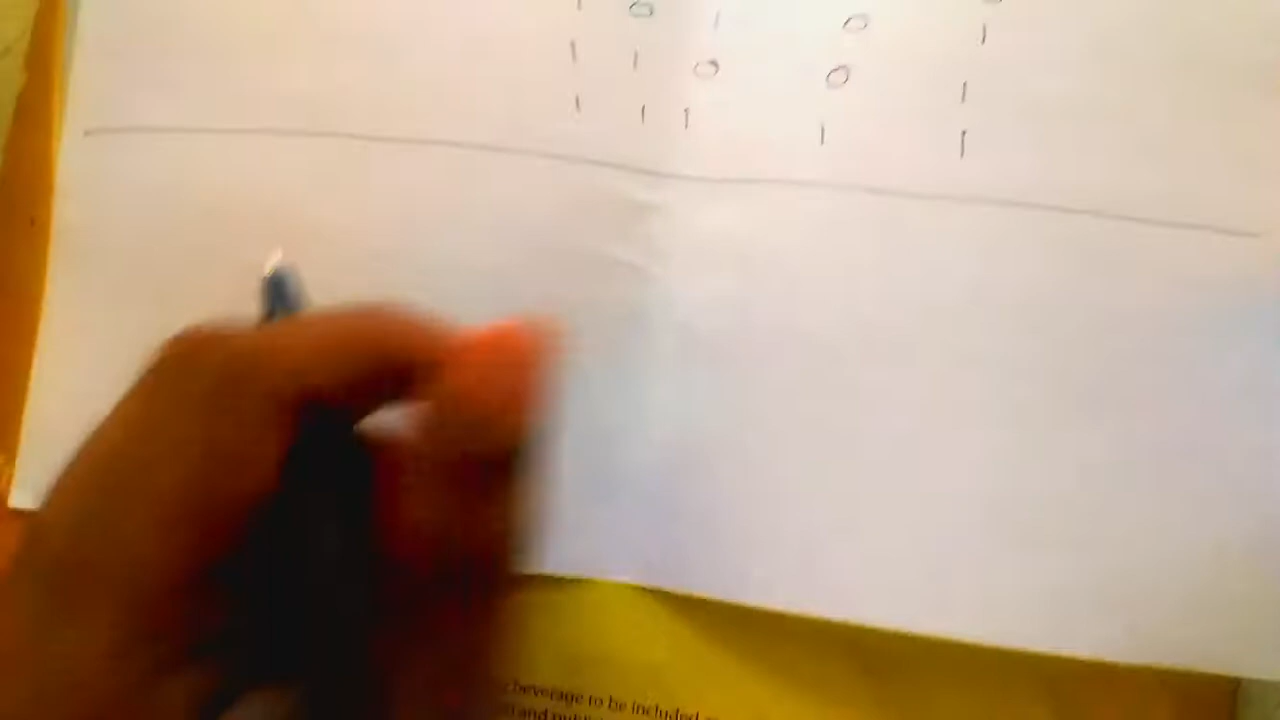 1 0 1 0 1
1 1 0 0 1
1 1 1 1 1
beverage to be included
and